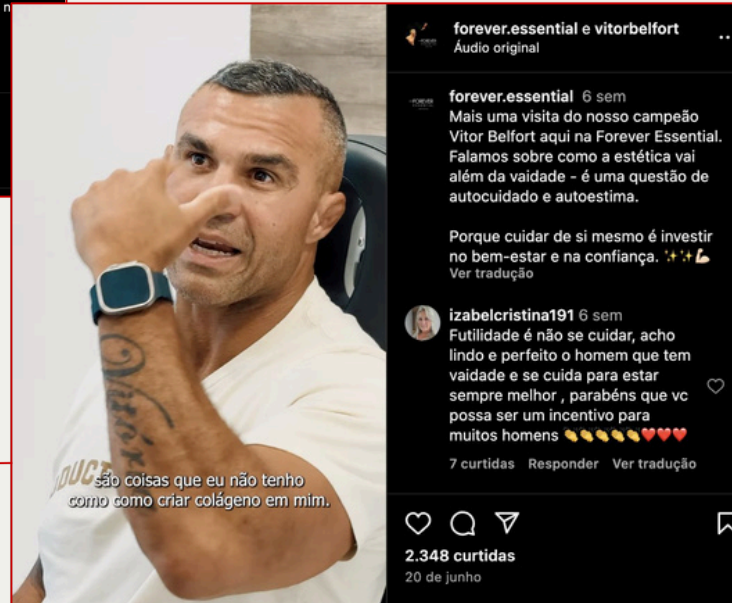 n
forever.essential e vitorbelfort
Áudio original
forever.essential 6 sem
Mais uma visita do nosso campeão
Vitor Belfort aqui na Forever Essential.
Falamos sobre como a estética vai
além da vaidade - é uma questão de
autocuidado e autoestima.
Porque cuidar de si mesmo é investir
no bem-estar e na confiança. ✨✨💪
Ver tradução
izabelcristina191 6 sem
Futilidade é não se cuidar, acho
lindo e perfeito o homem que tem
vaidade e se cuida para estar
sempre melhor , parabéns que vc
possa ser um incentivo para
muitos homens 👏👏👏👏👏❤️❤️❤️
7 curtidas Responder Ver tradução
são coisas que eu não tenho
como como criar colágeno em mim.
2.348 curtidas
20 de junho